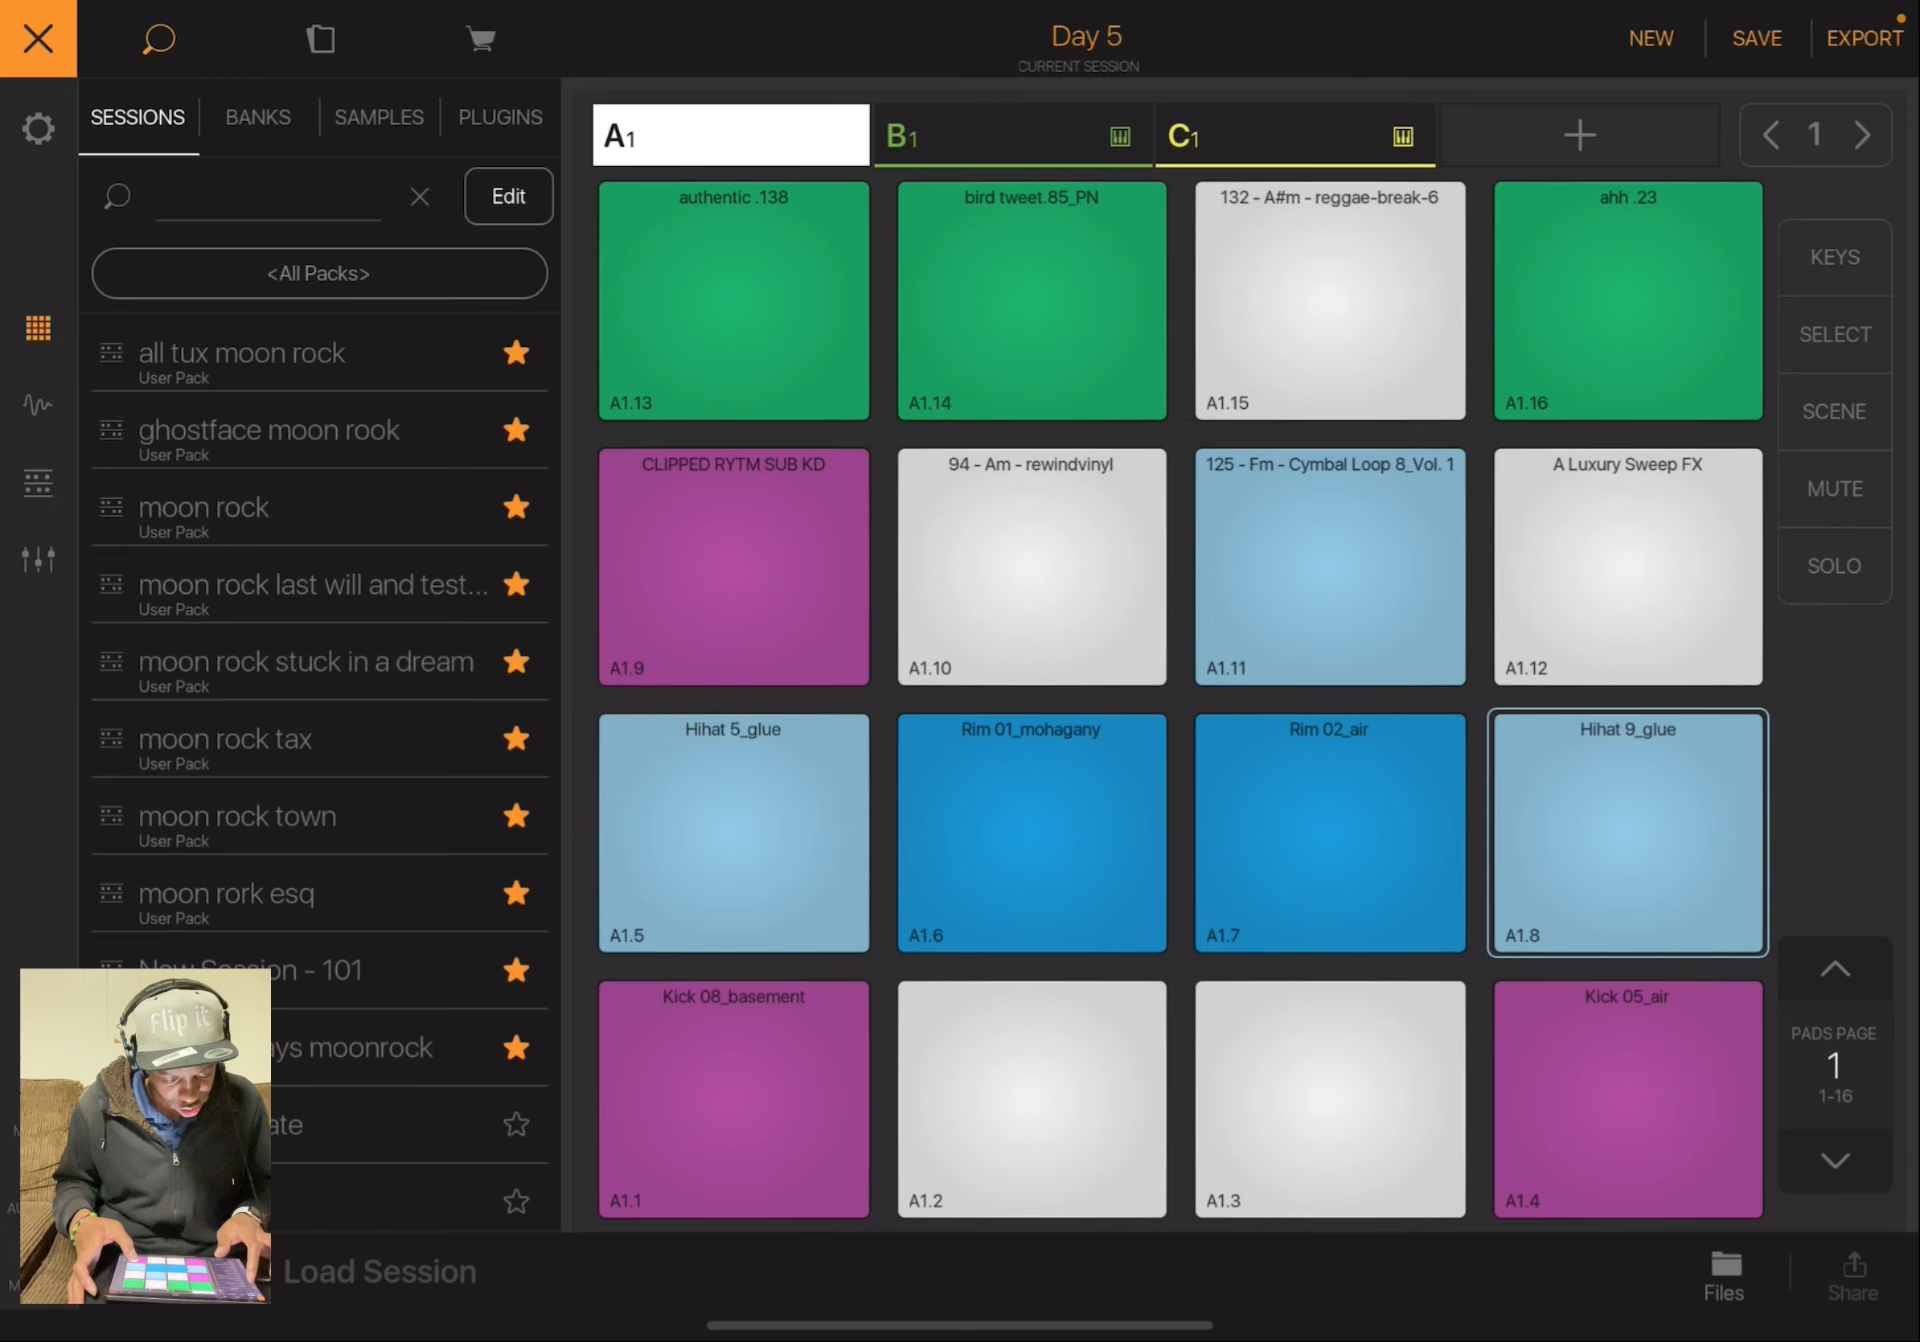 Day 5
CURRENT SESSION
NEW
SAVE
EXPORT
SESSIONS
BANKS
SAMPLES
PLUGINS
Edit
<All Packs>
all tux moon rock
User Pack
ghostface moon rook
User Pack
moon rock
User Pack
moon rock last will and test...
User Pack
moon rock stuck in a dream
User Pack
moon rock tax
User Pack
moon rock town
User Pack
moon rork esq
User Pack
on - 101
ays moonrock
ate
Load Session
flip it
A1
B1
C1
1
authentic .138
A1.13
bird tweet.85_PN
A1.14
132 - A#m - reggae-break-6
A1.15
ahh .23
A1.16
CLIPPED RYTM SUB KD
A1.9
94 - Am - rewindvinyl
A1.10
125 - Fm - Cymbal Loop 8_Vol. 1
A1.11
A Luxury Sweep FX
A1.12
Hihat 5_glue
A1.5
Rim 01_mohagany
A1.6
Rim 02_air
A1.7
Hihat 9_glue
A1.8
Kick 08_basement
A1.1
A1.2
A1.3
Kick 05_air
A1.4
KEYS
SELECT
SCENE
MUTE
SOLO
PADS PAGE
1
1-16
Files
Share